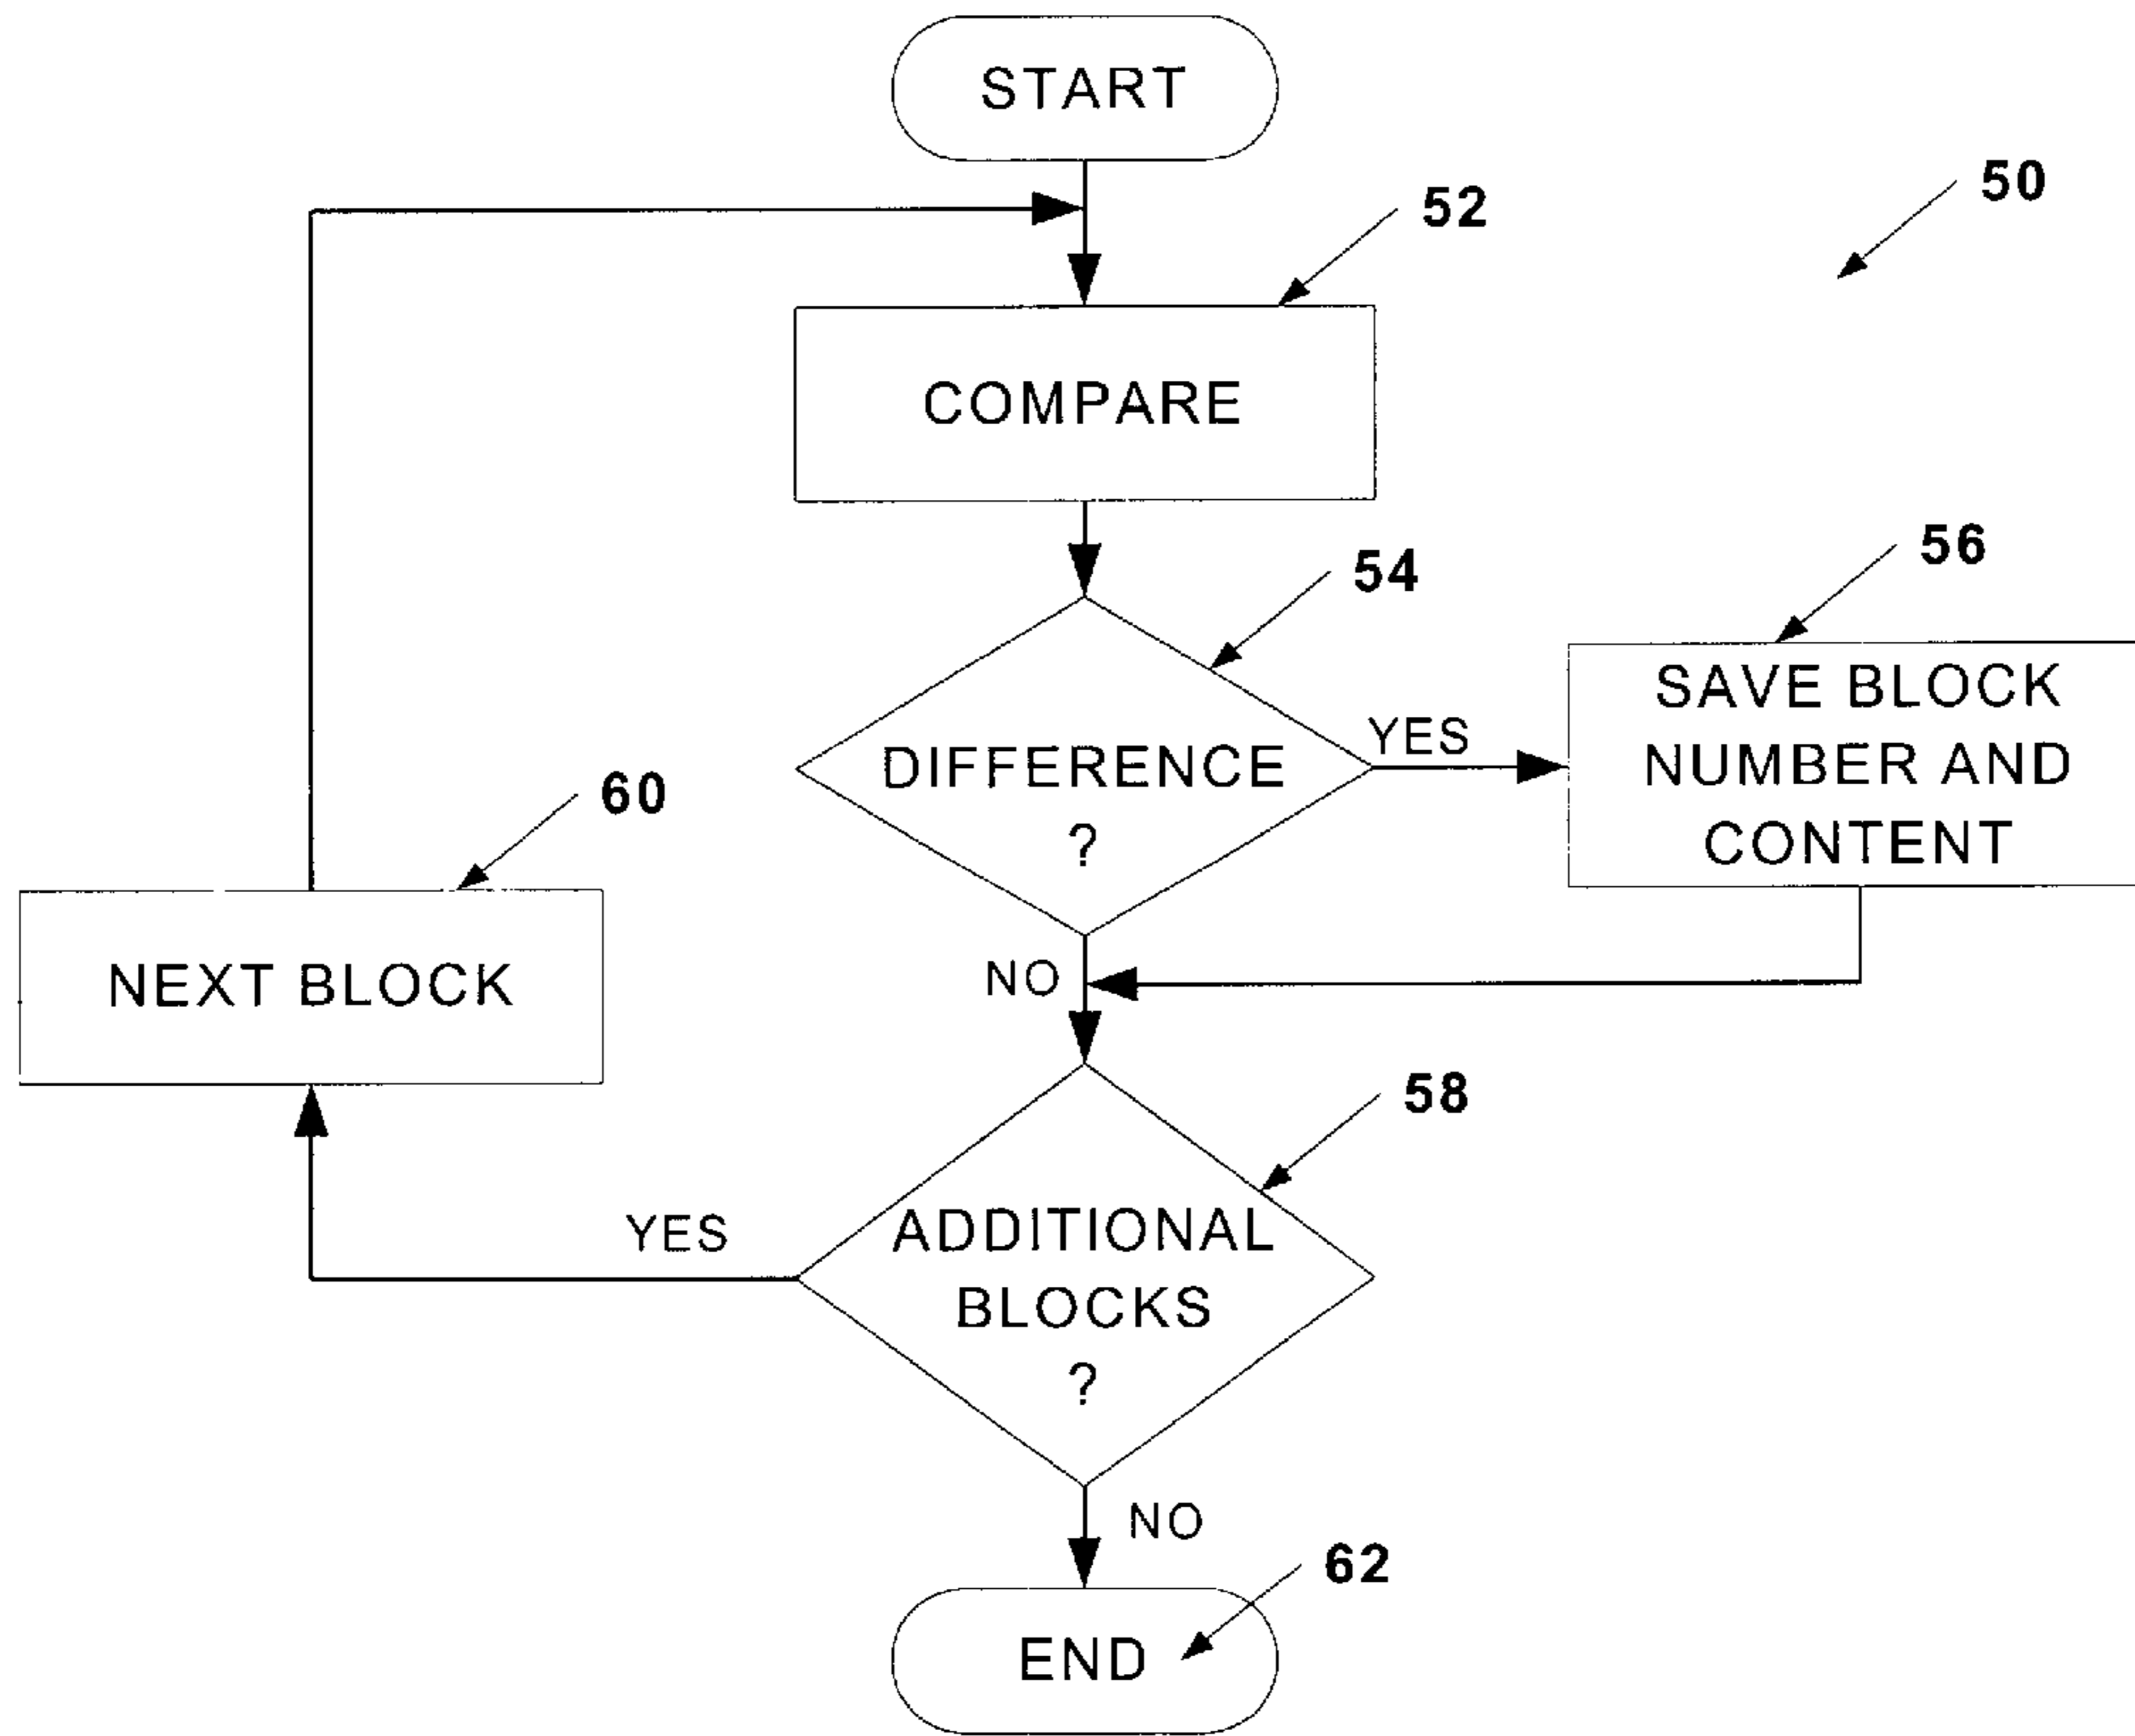 START
50
52
COMPARE
54
56
SAVE BLOCK
NUMBER AND
CONTENT
DIFFERENCE
?
YES
60
NEXT BLOCK
NO
58
ADDITIONAL
BLOCKS
?
YES
NO
62
END